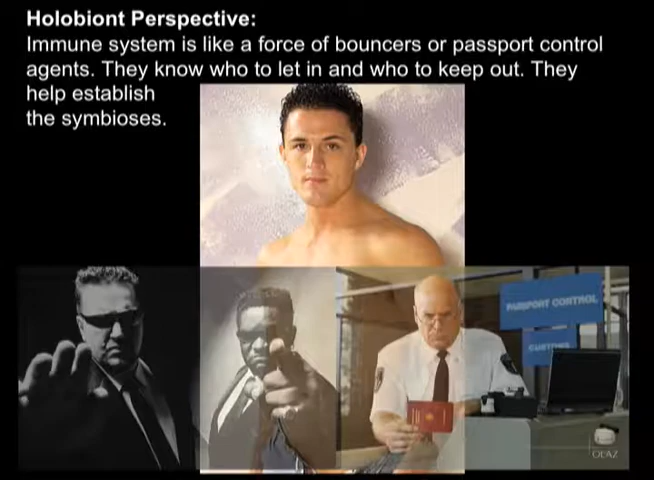 Holobiont Perspective:
Immune system is like a force of bouncers or passport control
agents. They know who to let in and who to keep out. They
help establish
the symbioses.
PASSPORT CONTROL
CUSTOMS